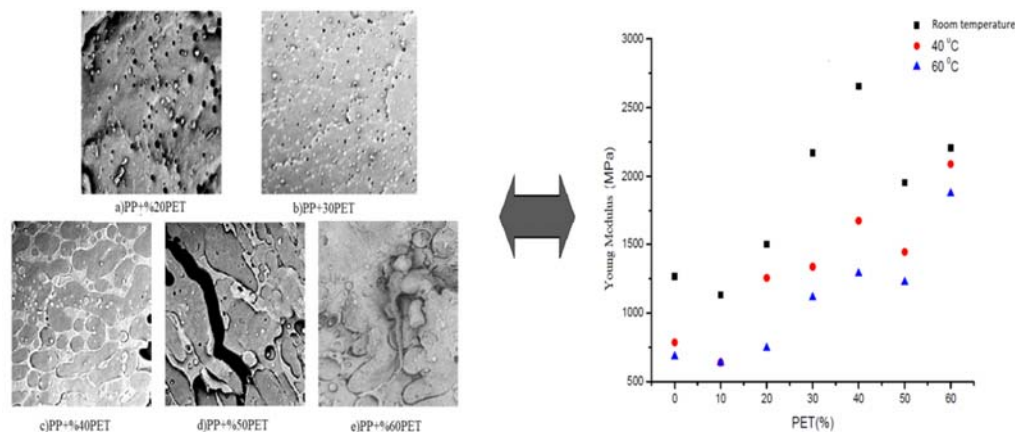 a)PP+%20PET
b)PP+30PET
c)PP+%40PET
d)PP+%50PET
e)PP+%60PET
Room temperature
40 °C
60 °C
Young Modulus (MPa)
3000
2500
2000
1500
1000
500
0 10 20 30 40 50 60
PET(%)